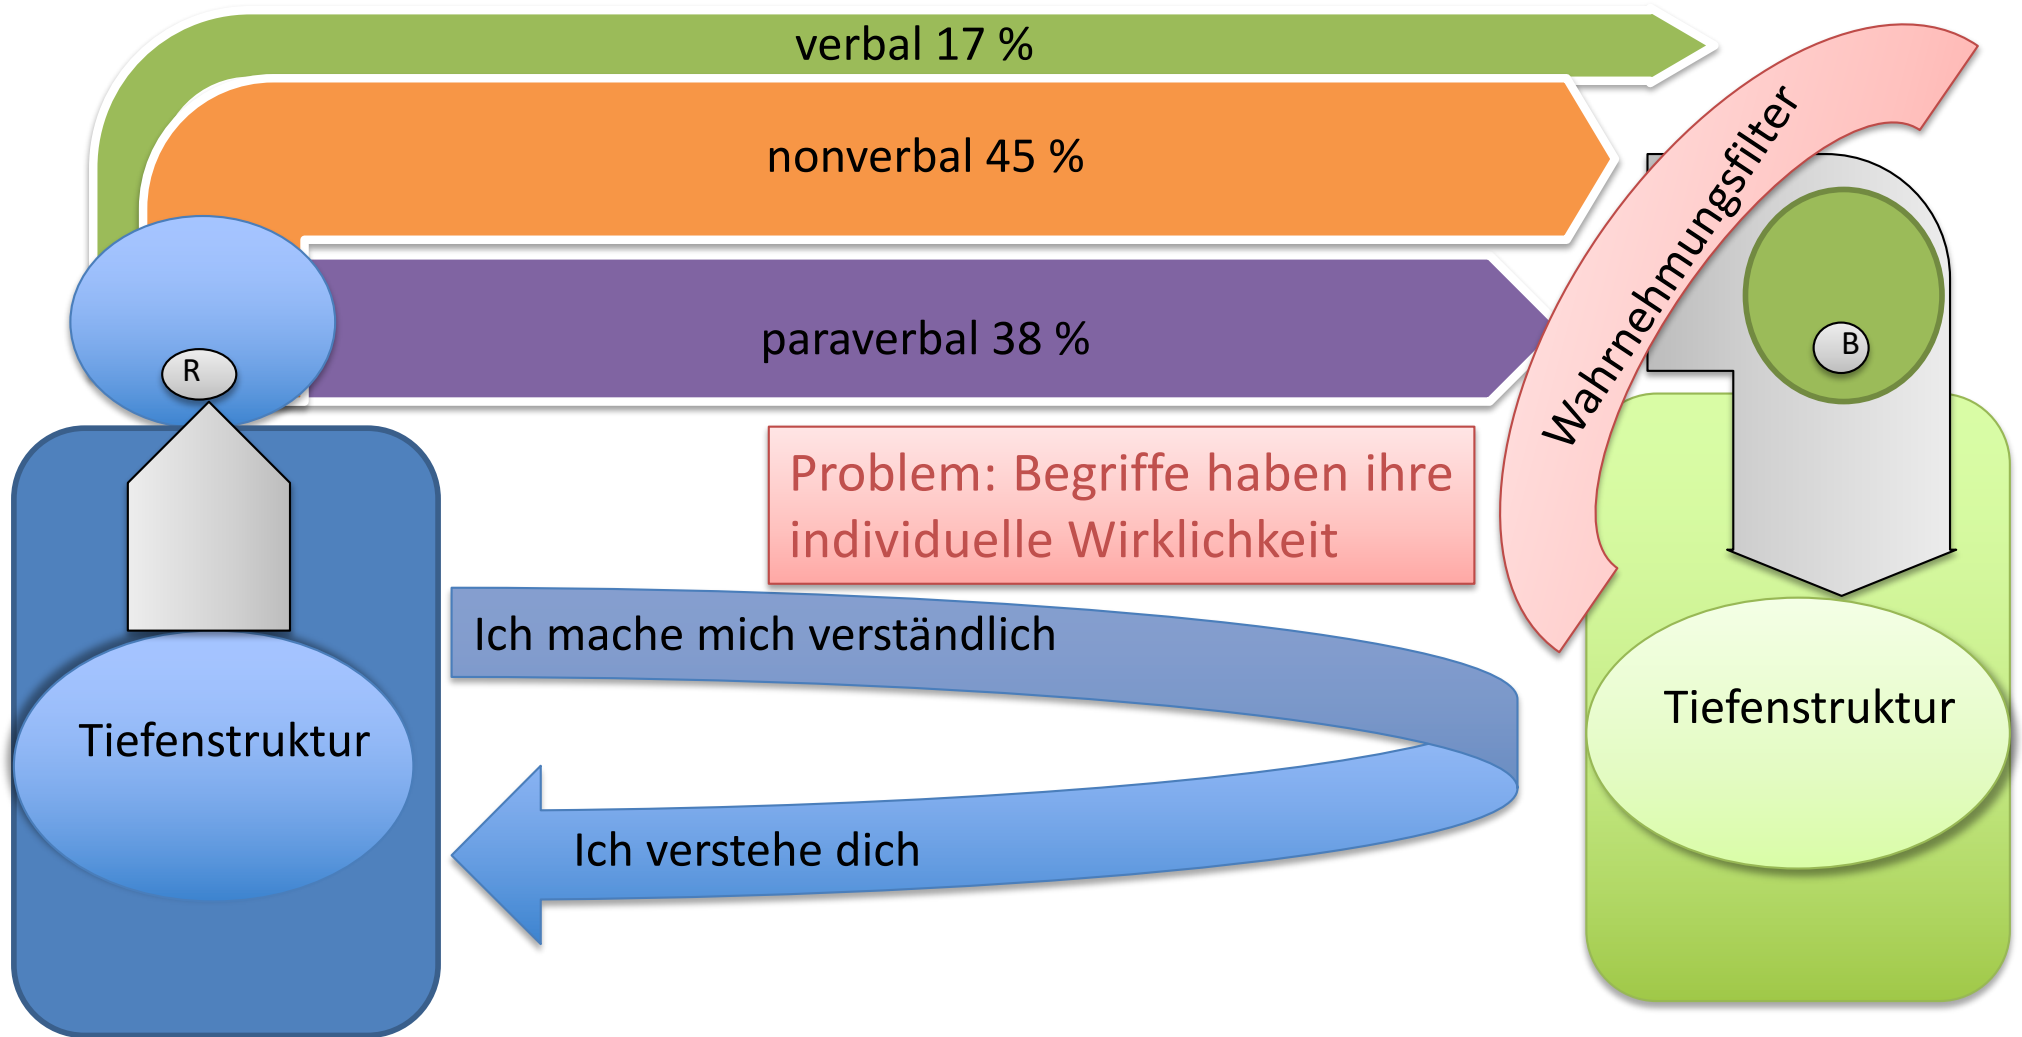 verbal 17 %
nonverbal 45 %
paraverbal 38 %
Wahrnehmungsfilter
R
B
Problem: Begriffe haben ihre
individuelle Wirklichkeit
Ich mache mich verständlich
Tiefenstruktur
Tiefenstruktur
Ich verstehe dich